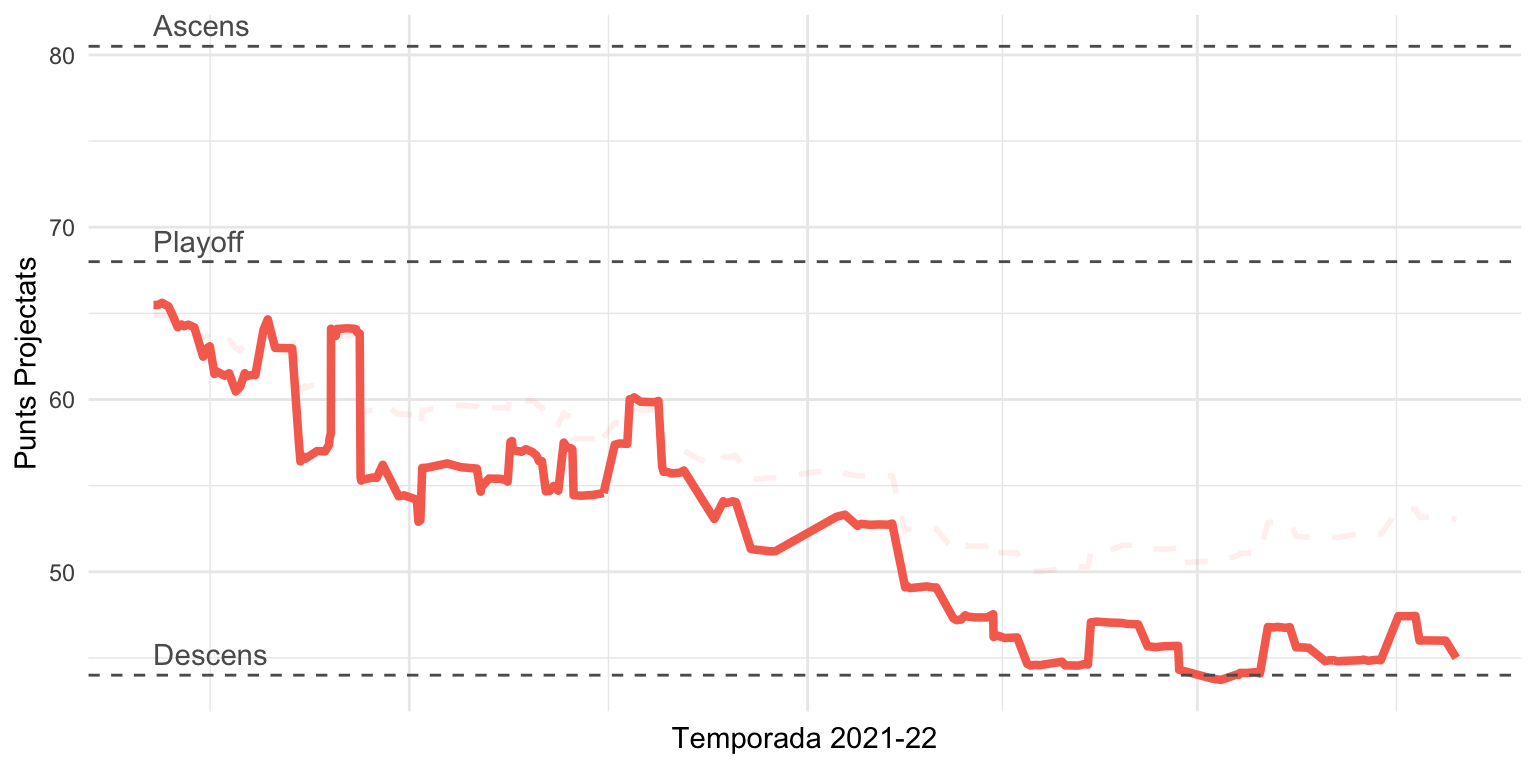 Ascens
80
70
Playoff
60
50
Descens
Punts Projectats
Temporada 2021-22